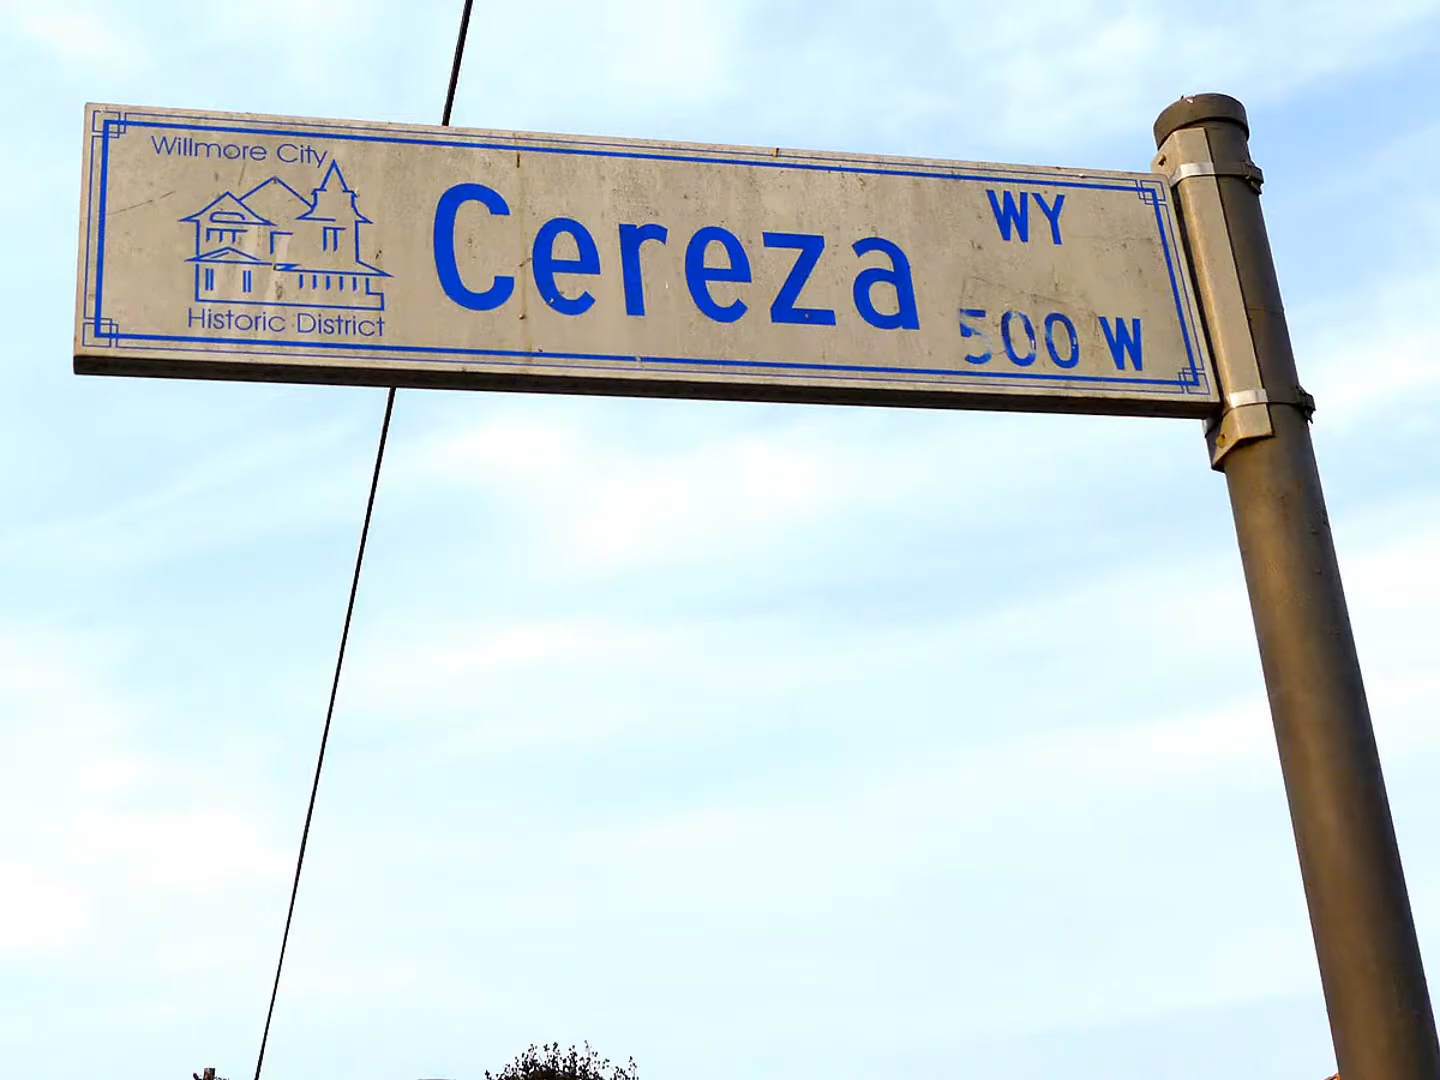 Willmore City
Historic District
Cereza
WY
500 W